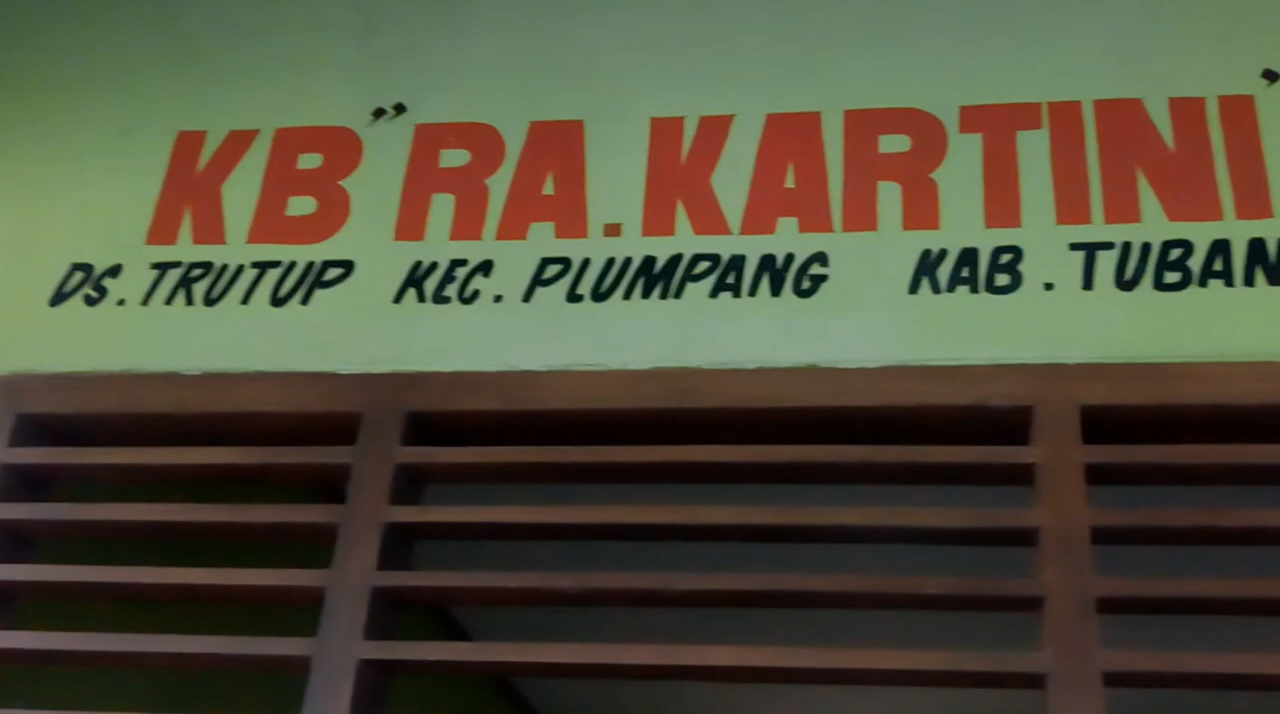 KB "RA.KARTINI"
DS. TRUTUP KEC. PLUMPANG KAB. TUBAN